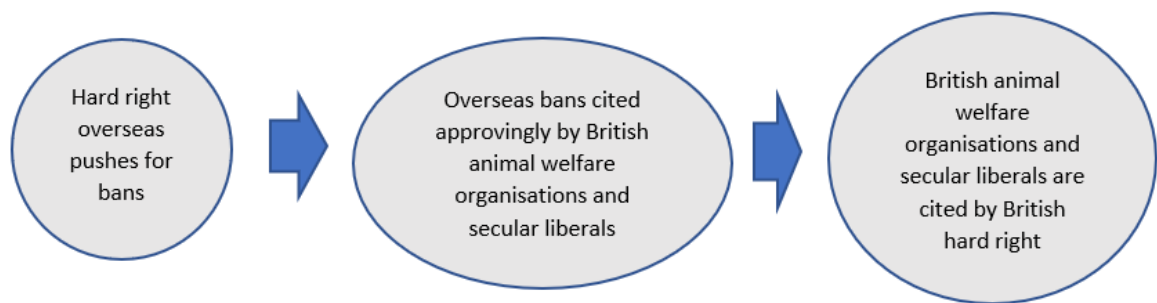 Hard right
overseas
pushes for
bans
Overseas bans cited
approvingly by British
animal welfare
organisations and
secular liberals
British animal
welfare
organisations and
secular liberals are
cited by British
hard right